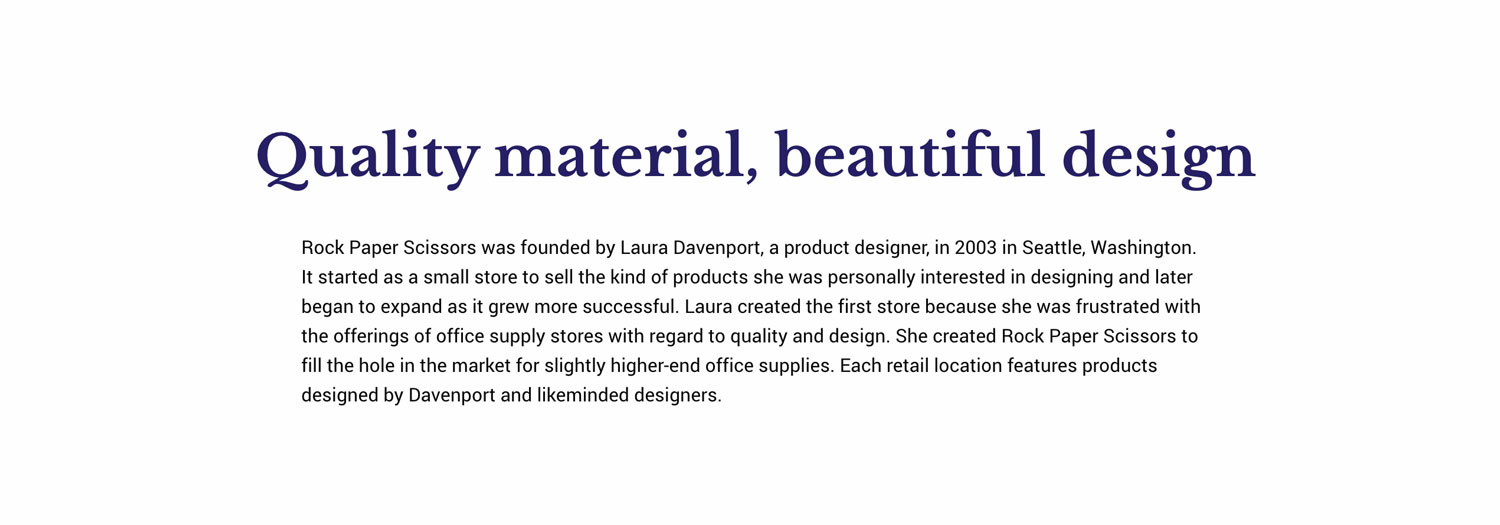 Quality material, beautiful design
Rock Paper Scissors was founded by Laura Davenport, a product designer, in 2003 in Seattle, Washington.
It started as a small store to sell the kind of products she was personally interested in designing and later
began to expand as it grew more successful. Laura created the first store because she was frustrated with
the offerings of office supply stores with regard to quality and design. She created Rock Paper Scissors to
fill the hole in the market for slightly higher-end office supplies. Each retail location features products
designed by Davenport and likeminded designers.